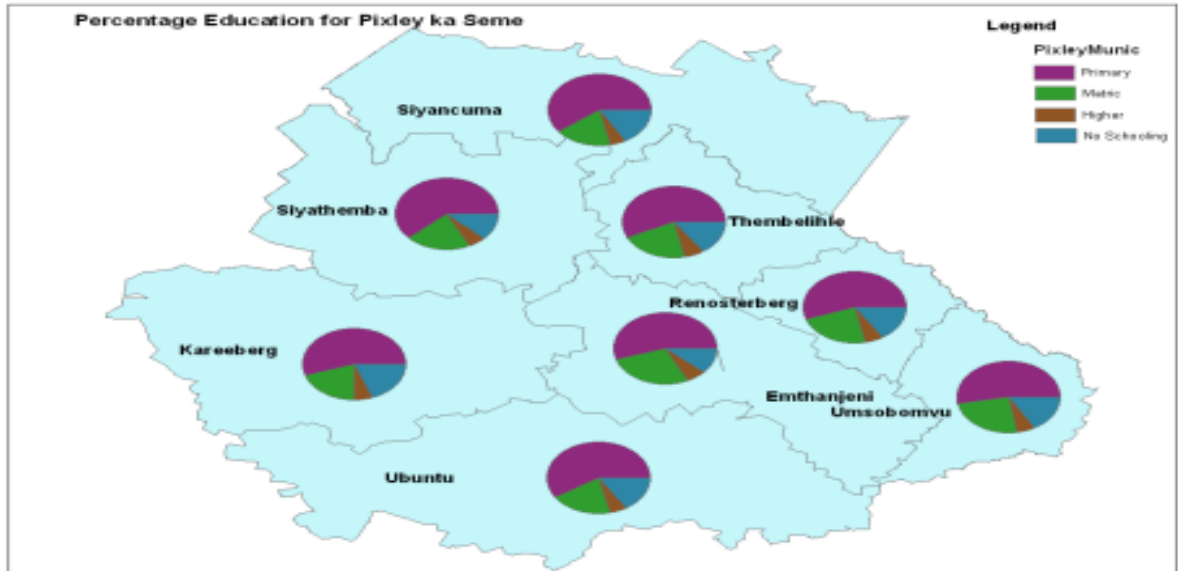 Percentage Education for Pixley ka Seme
Legend
PixleyMunic
Primary
Matric
Higher
No Schooling
Siyancuma
Siyathemba
Thembelihle
Renosterberg
Kareeberg
Emthanjeni
Umsobomvu
Ubuntu